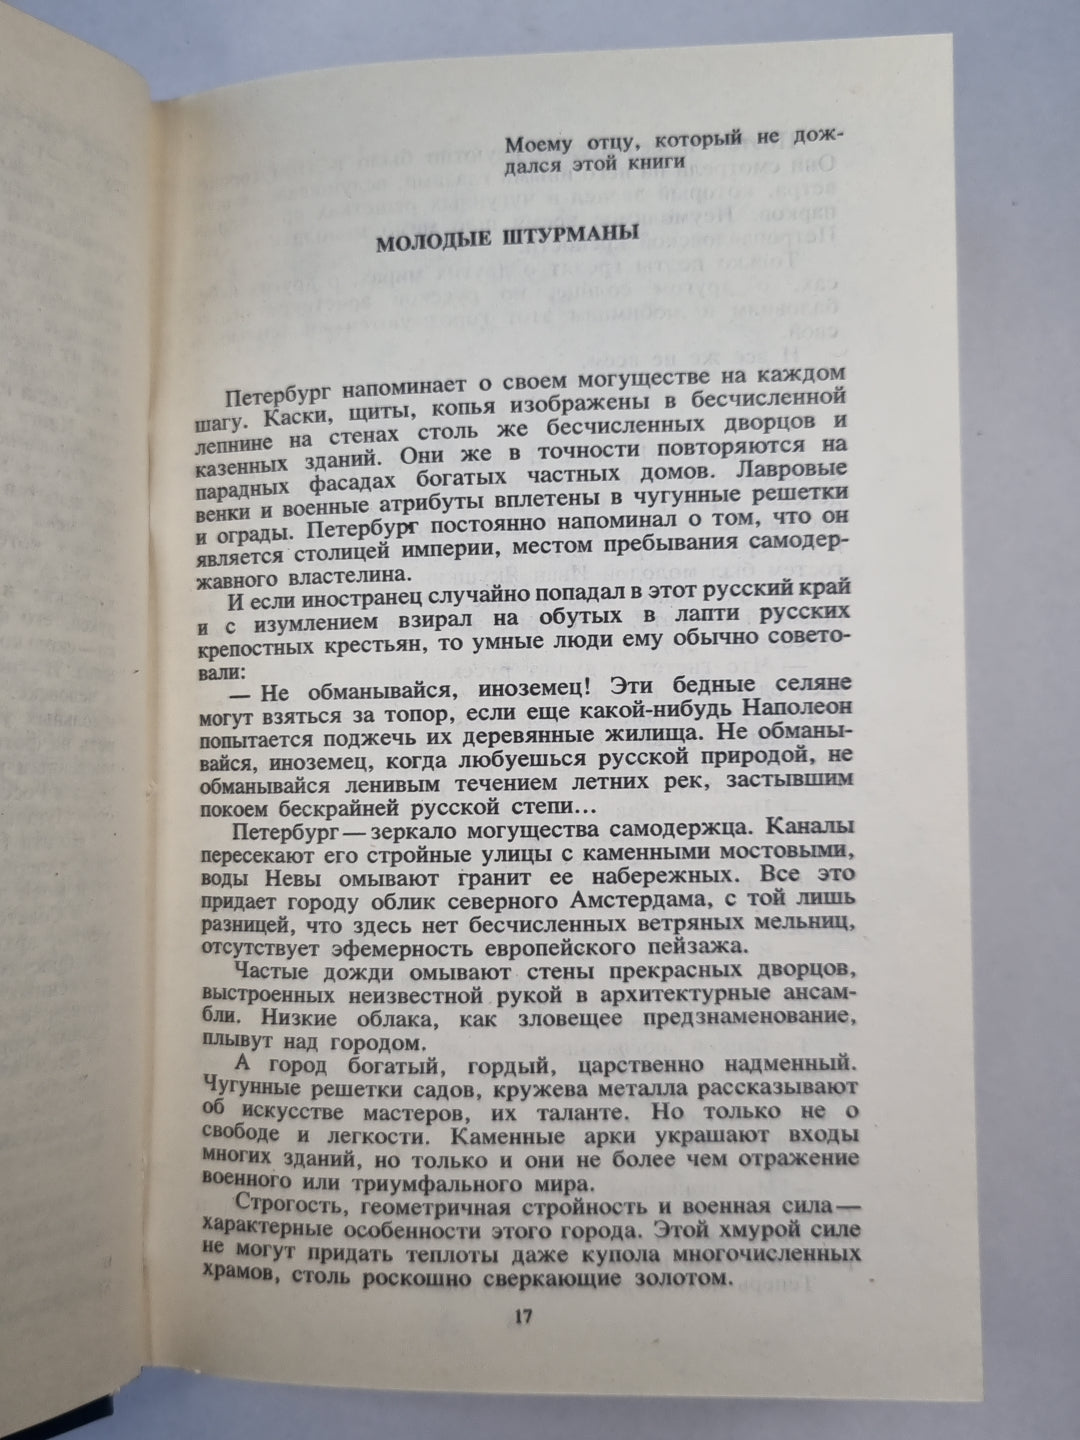 Моему отцу, который не дож-
дался этой книги
МОЛОДЫЕ ШТУРМАНЫ
Петербург напоминает о своем могуществе на каждом
шагу. Каски, щиты, копья изображены в бесчисленной
лепнине на стенах столь же бесчисленных дворцов и
казенных зданий. Они же в точности повторяются на
парадных фасадах богатых частных домов. Лавровые
венки и военные атрибуты вплетены в чугунные решетки
и ограды. Петербург постоянно напоминал о том, что он
является столицей империи, местом пребывания самодер-
жавного властелина.
И если иностранец случайно попадал в этот русский край
и с изумлением взирал на обутых в лапти русских
крепостных крестьян, то умные люди ему обычно совето-
вали:
— Не обманывайся, иноземец! Эти бедные селяне
могут взяться за топор, если еще какой-нибудь Наполеон
попытается поджечь их деревянные жилища. Не обманы-
вайся, иноземец, когда любуешься русской природой, не
обманывайся ленивым течением летних рек, застывшим
покоем бескрайней русской степи...
Петербург — зеркало могущества самодержца. Каналы
пересекают его стройные улицы с каменными мостовыми,
воды Невы омывают гранит ее набережных. Все это
придает городу облик северного Амстердама, с той лишь
разницей, что здесь нет бесчисленных ветряных мельниц,
отсутствует эфемерность европейского пейзажа.
Частые дожди омывают стены прекрасных дворцов,
выстроенных неизвестной рукой в архитектурные ансам-
бли. Низкие облака, как зловещее предзнаменование,
плывут над городом.
А город богатый, гордый, царственно надменный.
Чугунные решетки садов, кружева металла рассказывают
об искусстве мастеров, их таланте. Но только не о
свободе и легкости. Каменные арки украшают входы
многих зданий, но только и они не более чем отражение
военного или триумфального мира.
Строгость, геометричная стройность и военная сила —
характерные особенности этого города. Этой хмурой силе
не могут придать теплоты даже купола многочисленных
храмов, столь роскошно сверкающие золотом.
17